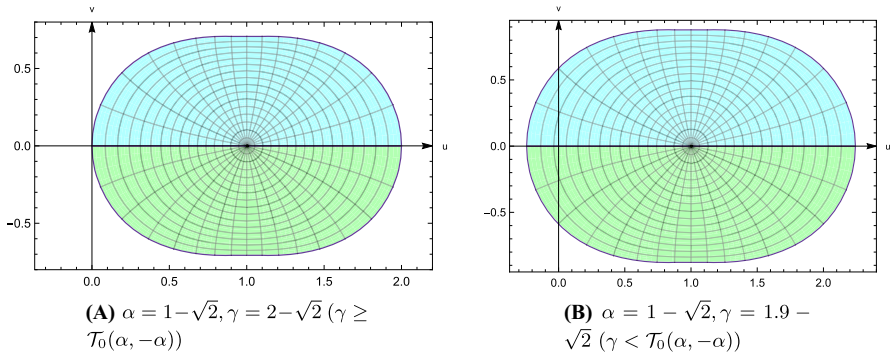 v
0.5
0.0
u
−0.5
0.0 0.5 1.0 1.5 2.0
(A) α = 1−√2, γ = 2−√2 (γ ≥
𝒯₀(α, −α))
v
0.5
0.0
u
−0.5
0.0 0.5 1.0 1.5 2.0
(B) α = 1 − √2, γ = 1.9 −
√2 (γ < 𝒯₀(α, −α))